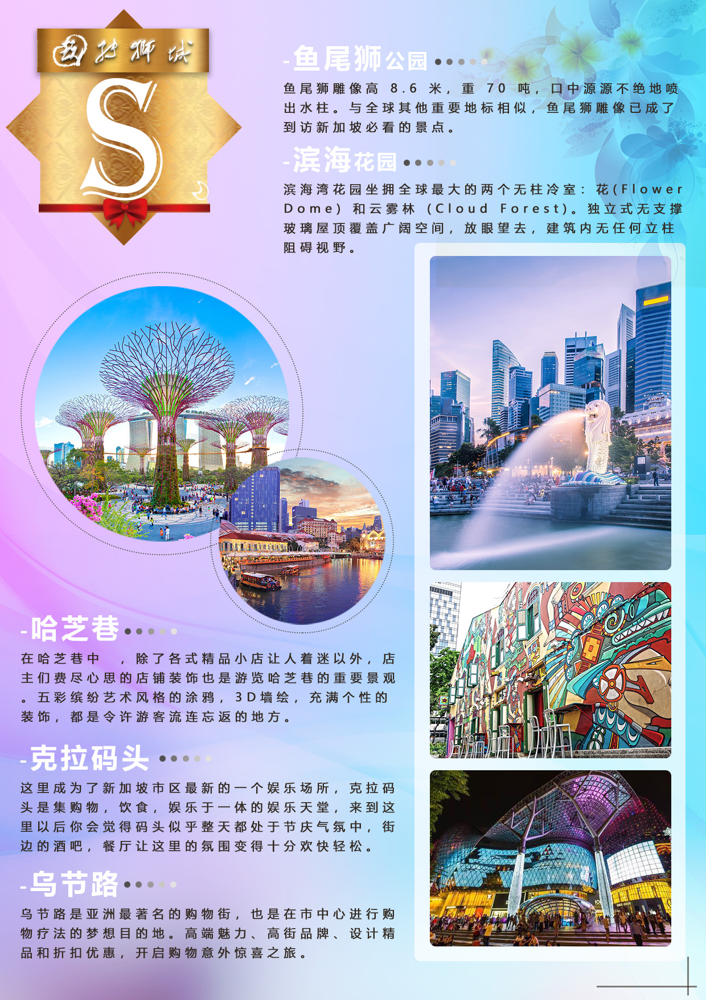 玩转狮城
S
-鱼尾狮公园
鱼尾狮雕像高 8.6 米，重 70 吨，口中源源不绝地喷
出水柱。与全球其他重要地标相似，鱼尾狮雕像已成了
到访新加坡必看的景点。
-滨海花园
滨海湾花园坐拥全球最大的两个无柱冷室：花(Flower
Dome) 和云雾林 (Cloud Forest)。独立式无支撑
玻璃屋顶覆盖广阔空间，放眼望去，建筑内无任何立柱
阻碍视野。
-哈芝巷
在哈芝巷中 ，除了各式精品小店让人着迷以外，店
主们费尽心思的店铺装饰也是游览哈芝巷的重要景观
。五彩缤纷艺术风格的涂鸦，3D墙绘，充满个性的
装饰，都是令许游客流连忘返的地方。
-克拉码头
这里成为了新加坡市区最新的一个娱乐场所，克拉码
头是集购物，饮食，娱乐于一体的娱乐天堂，来到这
里以后你会觉得码头似乎整天都处于节庆气氛中，街
边的酒吧，餐厅让这里的氛围变得十分欢快轻松。
-乌节路
乌节路是亚洲最著名的购物街，也是在市中心进行购
物疗法的梦想目的地。高端魅力、高街品牌、设计精
品和折扣优惠，开启购物意外惊喜之旅。